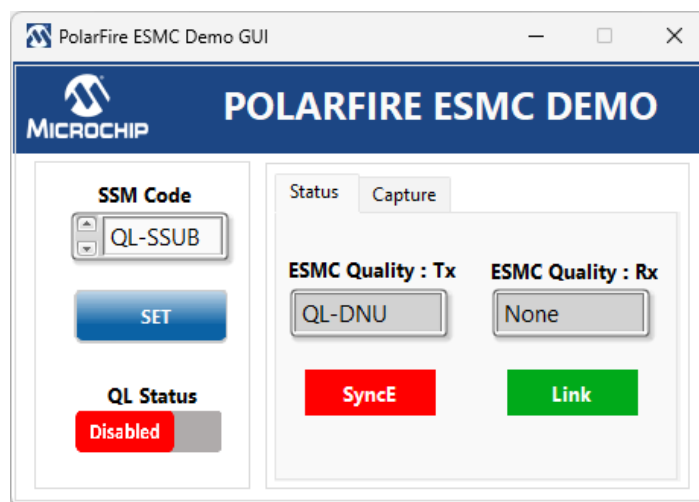 PolarFire ESMC Demo GUI
MICROCHIP
POLARFIRE ESMC DEMO
SSM Code
QL-SSUB
SET
QL Status
Disabled
Status
Capture
ESMC Quality : Tx
ESMC Quality : Rx
QL-DNU
None
SyncE
Link